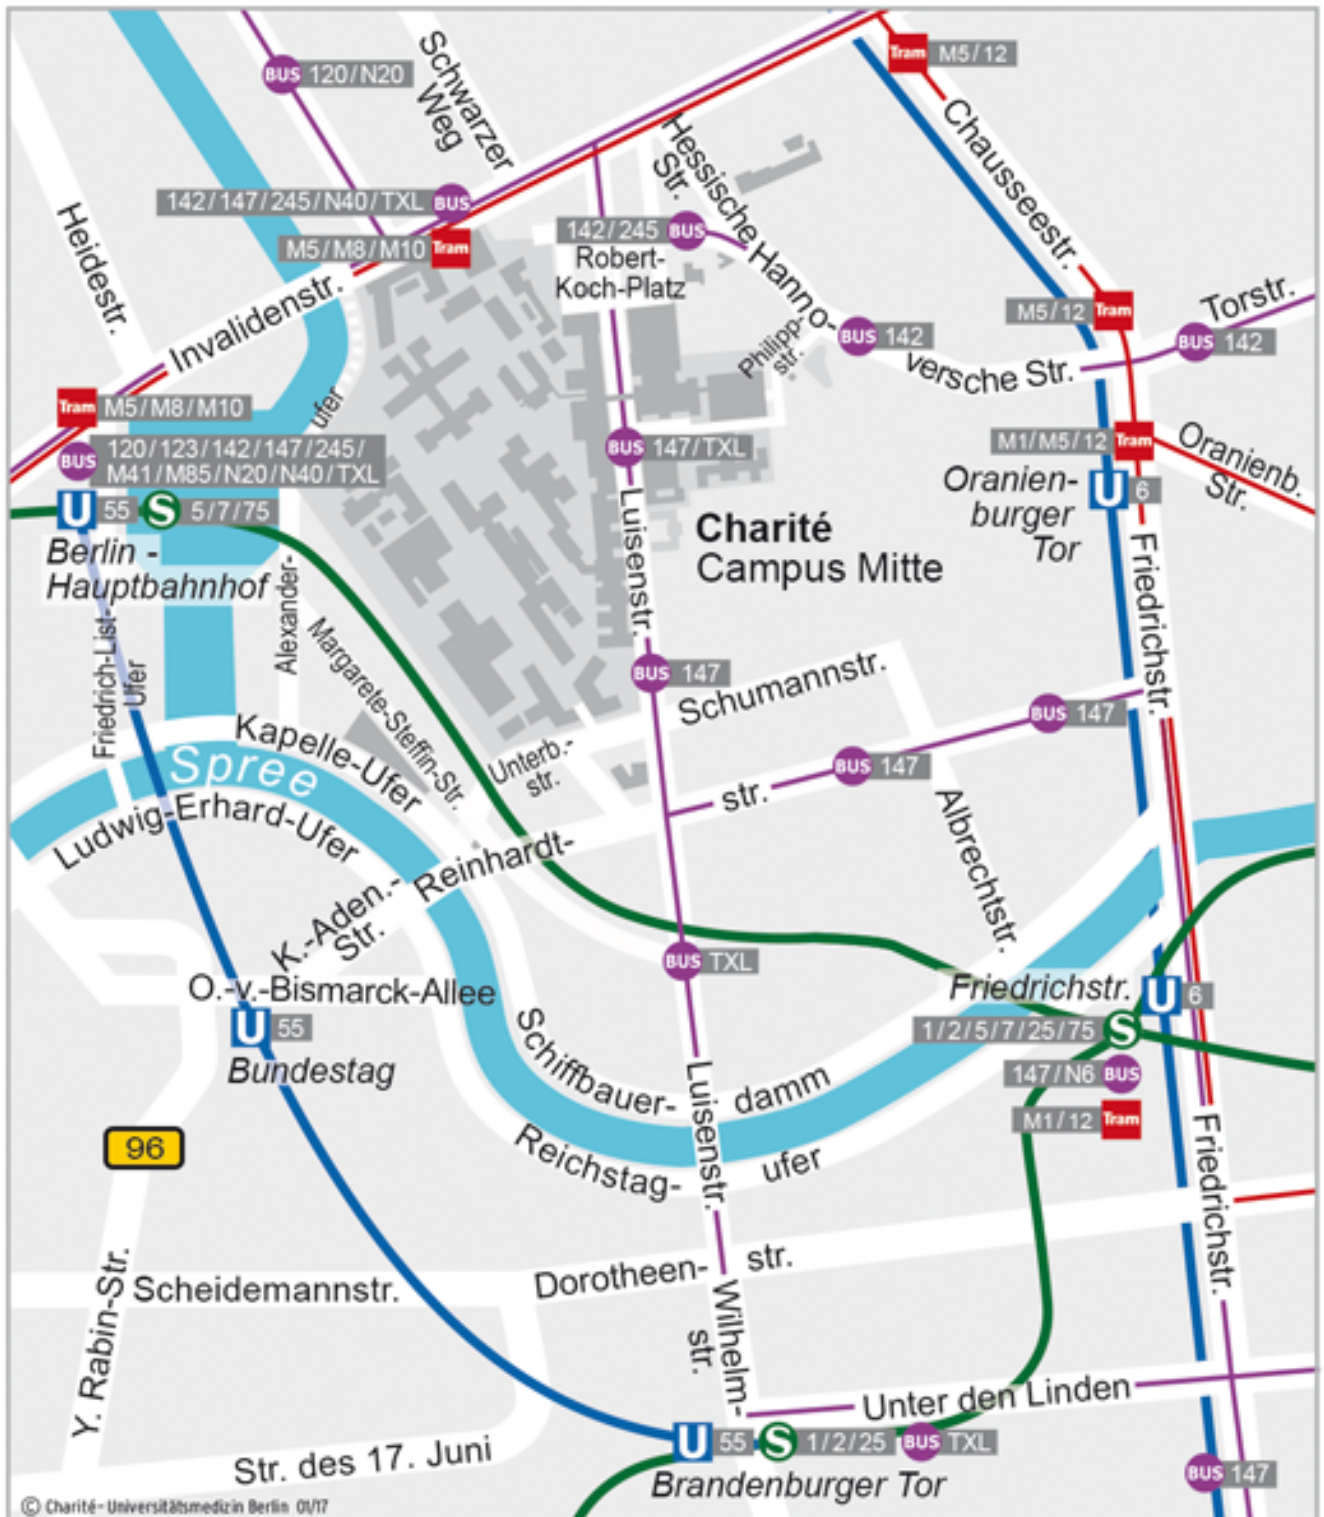 Tram M5/12
BUS 120/N20
Schwarzer
Weg
Chausseestr.
Hessische
Str.
142/147/245/N40/TXL BUS
M5/M8/M10 Tram
Heidestr.
142/245 BUS
Robert-
Koch-Platz
Hanno-
versche Str.
Invalidenstr.
M5/12 Tram
Torstr.
BUS 142
BUS 142
Philipp-
str.
Tram M5/M8/M10
ufer
BUS 120/123/142/147/245/
M41/M85/N20/N40/TXL
BUS 147/TXL
M1/M5/12 Tram
Oranienb.
Str.
U 55 S 5/7/75
Berlin -
Hauptbahnhof
Oranien-
burger
Tor
U 6
Luisenstr.
Charité
Campus Mitte
Friedrichstr.
Alexander-
Friedrich-List-
Ufer
Margarete-Steffin-Str.
BUS 147
Schumannstr.
BUS 147
Kapelle-Ufer
Spree
Unterb.-
str.
BUS 147
str.
Ludwig-Erhard-Ufer
Reinhardt-
Albrechtstr.
K.-Aden.-
Str.
BUS TXL
O.-v.-Bismarck-Allee
Friedrichstr.
U 6
U 55
Bundestag
1/2/5/7/25/75 S
147/N6 BUS
M1/12 Tram
Schiffbauer-
damm
Luisenstr.
Reichstag-
ufer
96
Friedrichstr.
Y. Rabin-Str.
Scheidemannstr.
Dorotheen-
str.
Wilhelm-
str.
Unter den Linden
U 55 S 1/2/25 BUS TXL
Brandenburger Tor
Str. des 17. Juni
BUS 147
© Charité-Universitätsmedizin Berlin 01/17